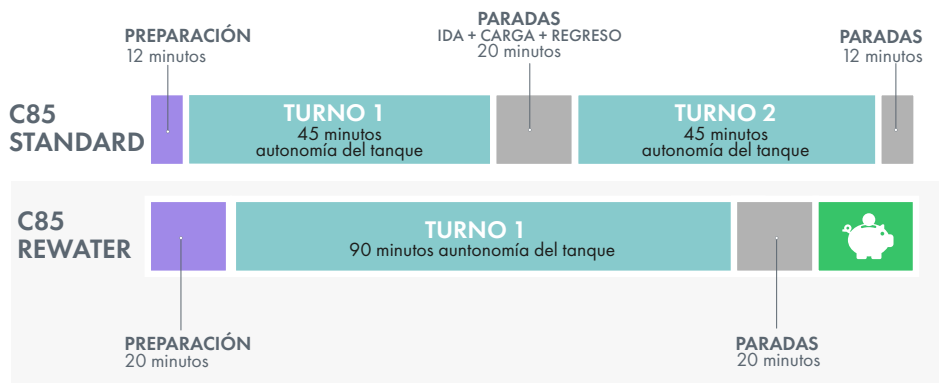 PREPARACIÓN
12 minutos
PARADAS
IDA + CARGA + REGRESO
20 minutos
PARADAS
12 minutos
C85
STANDARD
TURNO 1
45 minutos
autonomía del tanque
TURNO 2
45 minutos
autonomía del tanque
C85
REWATER
TURNO 1
90 minutos auntonomía del tanque
PREPARACIÓN
20 minutos
PARADAS
20 minutos